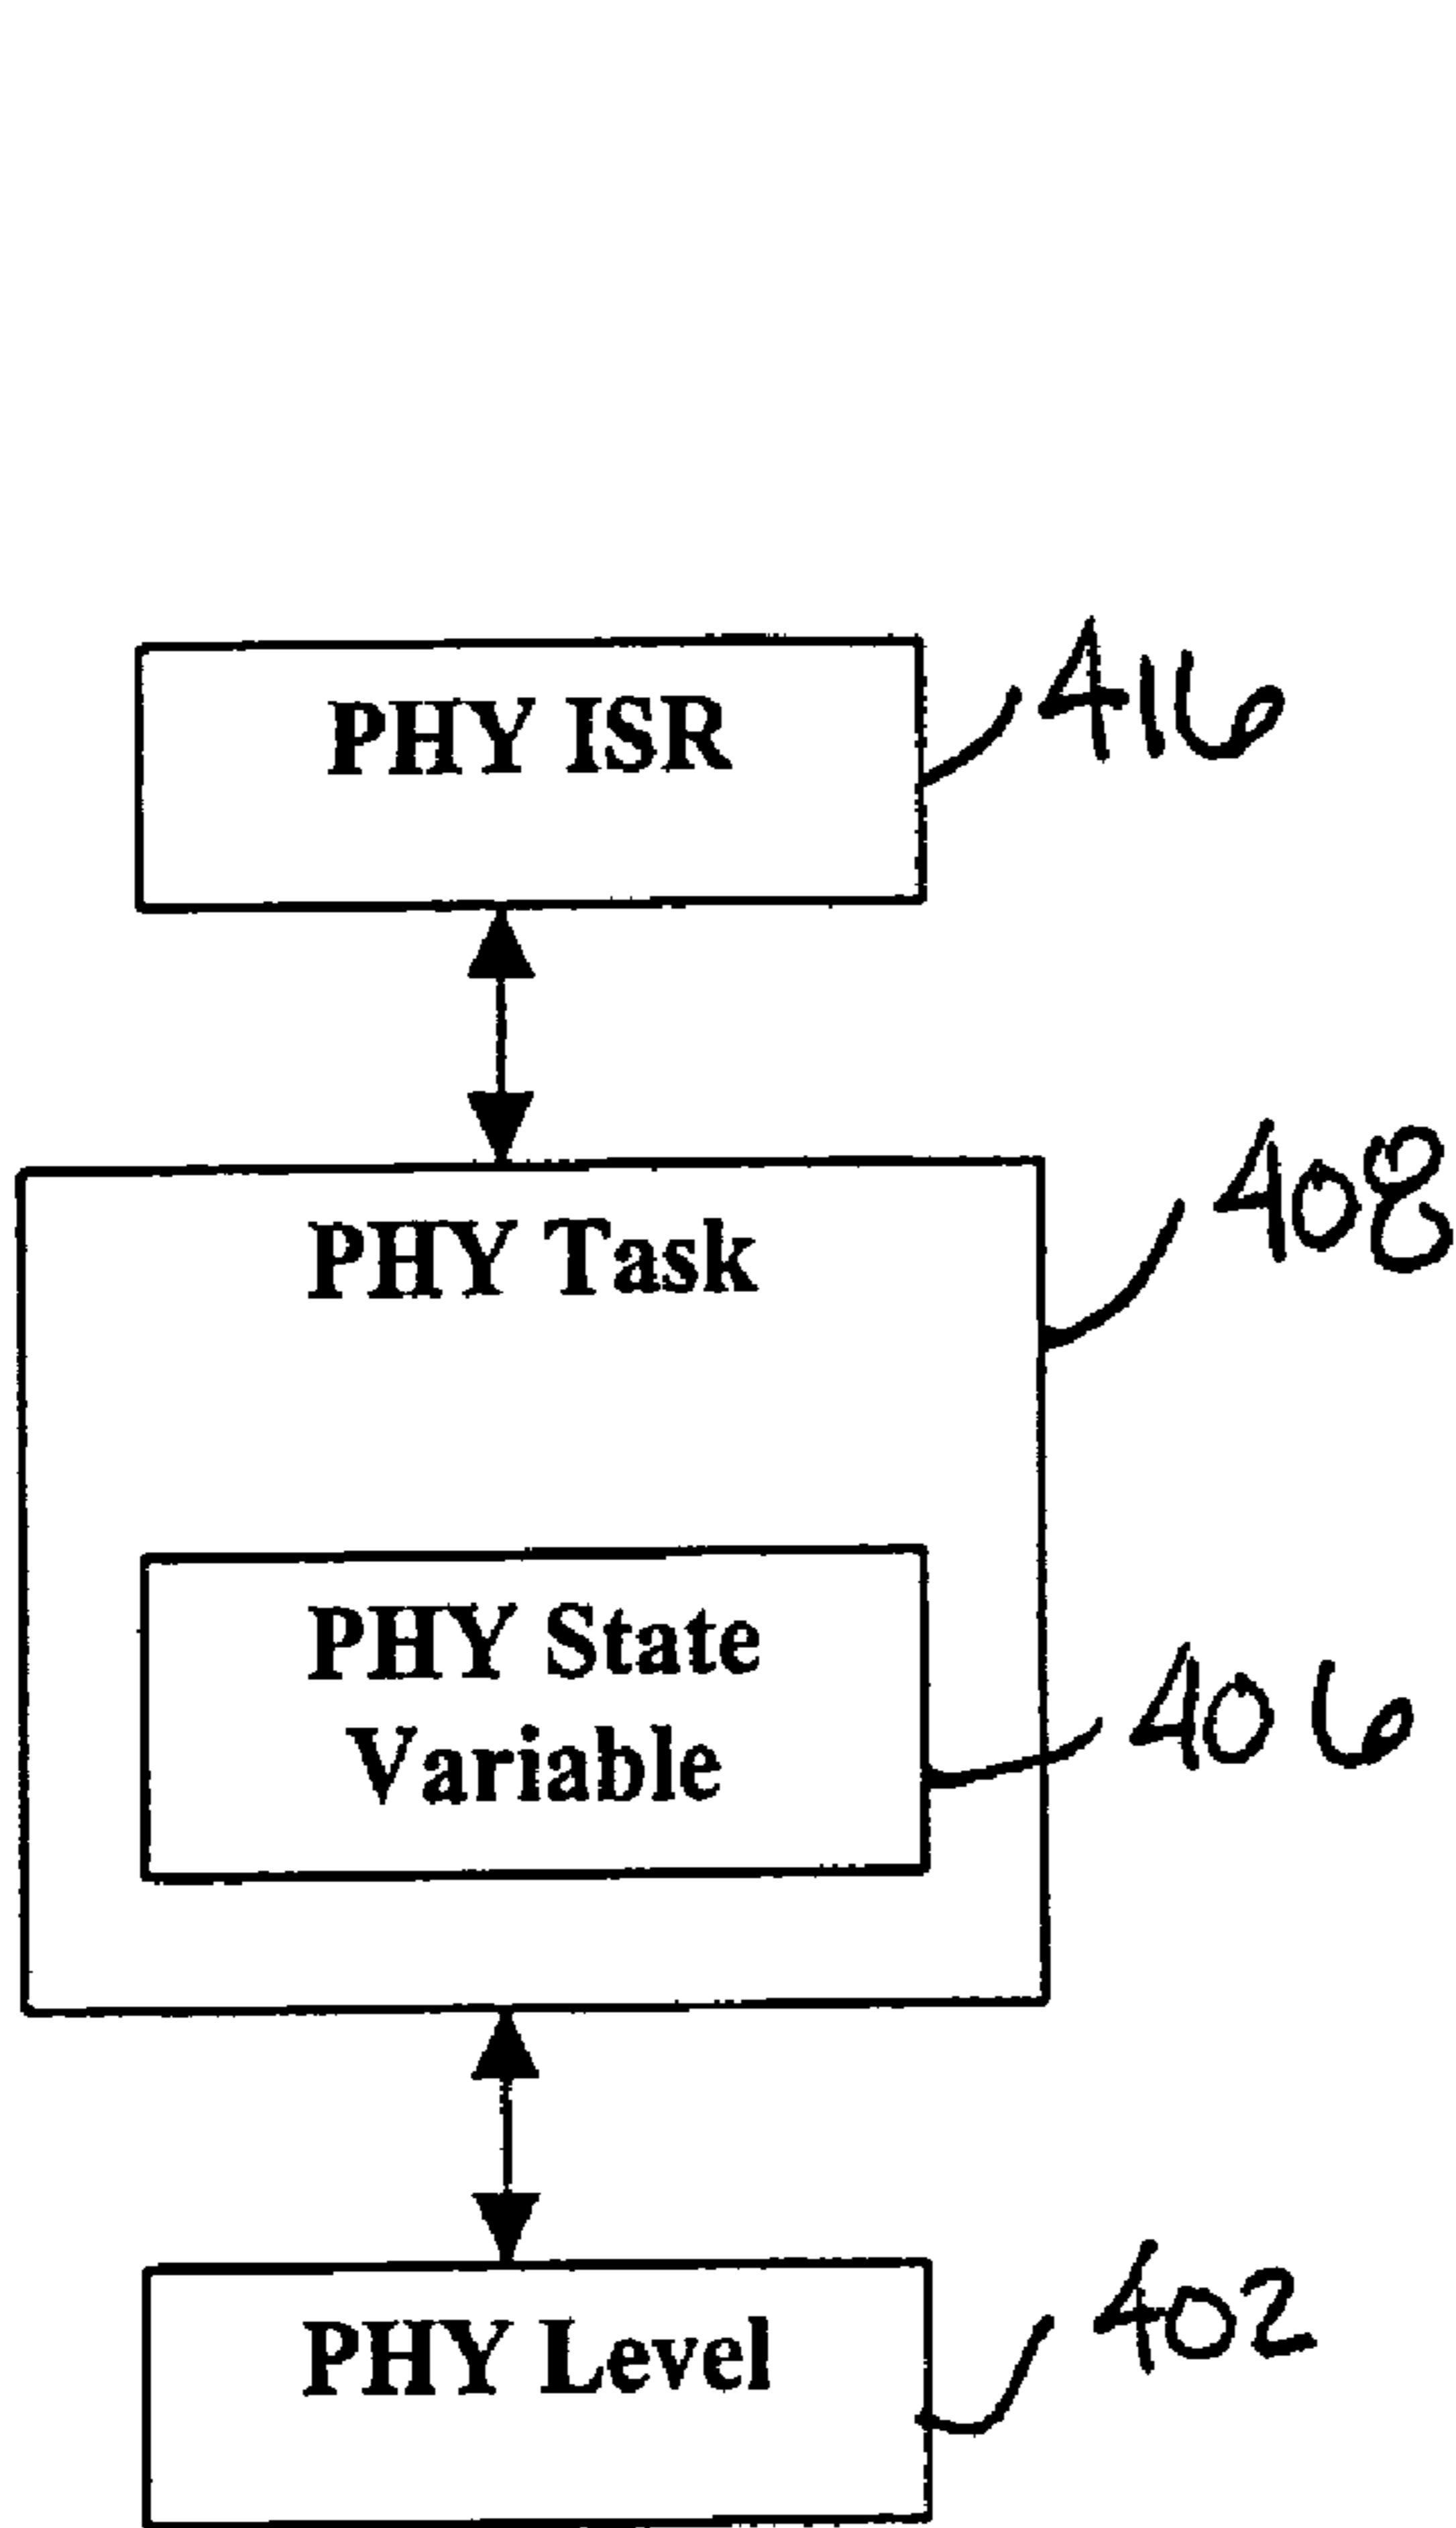 PHY ISR
416
PHY Task
408
PHY State
Variable
406
PHY Level
402